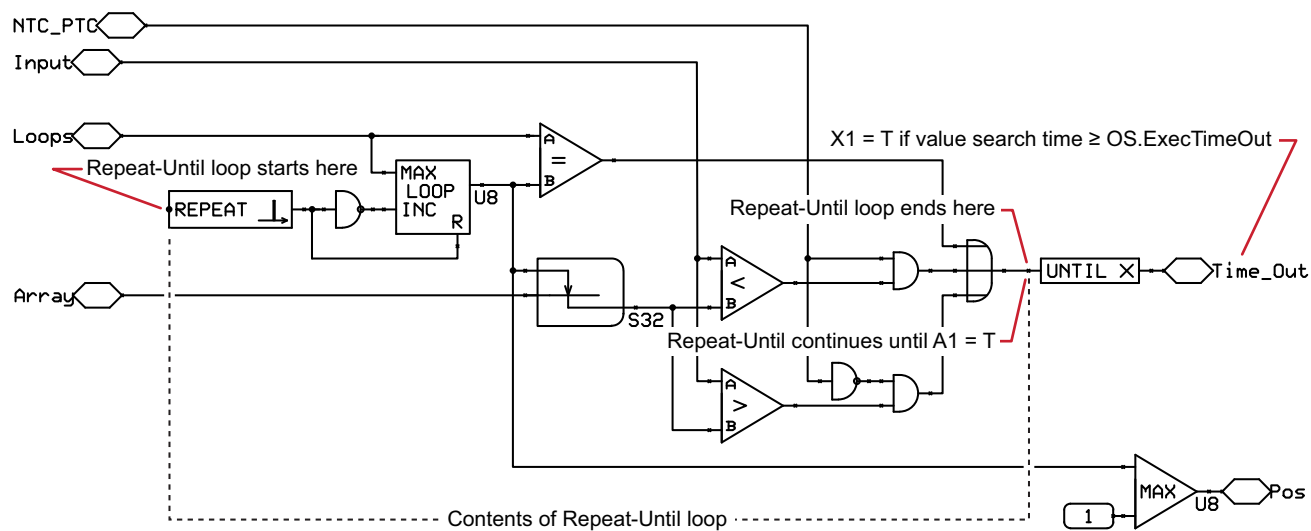 NTC_PTC
Input
Loops
X1 = T if value search time ≥ OS.ExecTimeOut
A
=
B
Repeat-Until loop starts here
MAX
LOOP
INC
R
U8
REPEAT
Repeat-Until loop ends here
A
<
B
UNTIL X
Time_Out
Array
S32
Repeat-Until continues until A1 = T
A
>
B
MAX
U8
Pos
1
Contents of Repeat-Until loop